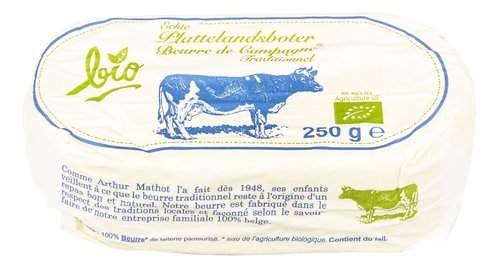 bio
Echte
Plattelandsboter
Beurre de Campagne
Traditionnel
Agriculture UE
250 g e
Comme Arthur Mathot l'a fait dès 1948, ses enfants
veillent à ce que le beurre traditionnel reste à l'origine d'un
repas bon et naturel. Notre beurre est fabriqué dans le
respect des traditions locales et façonné selon le savoir-
faire de notre entreprise familiale 100% belge.
100% Beurre* de laiterie pasteurisé. * issu de l'agriculture biologique. Contient du lait.